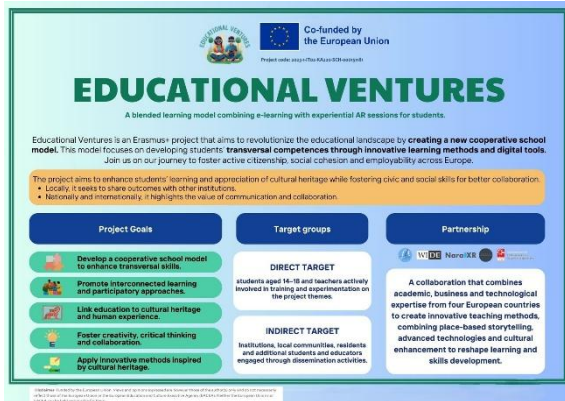 EDUCATIONAL VENTURES
Co-funded by
the European Union
Project code:
EDUCATIONAL VENTURES
A blended learning model combining e-learning with experiential AR sessions for students.
Educational Ventures is an Erasmus+ project that aims to revolutionize the educational landscape by creating a new cooperative school
model. This model focuses on developing students' transversal competences through innovative learning methods and digital tools.
Join us on our journey to foster active citizenship, social cohesion and employability across Europe.
The project aims to enhance students' learning and appreciation of cultural heritage while fostering civic and social skills for better collaboration.
• Locally, it seeks to share outcomes with other institutions.
• Nationally and internationally, it highlights the value of communication and collaboration.
Project Goals
Develop a cooperative school model
to enhance transversal skills.
Promote interconnected learning
and participatory approaches.
Link education to cultural heritage
and human experience.
Foster creativity, critical thinking
and collaboration.
Apply innovative methods inspired
by cultural heritage.
Target groups
DIRECT TARGET
students aged 14-18 and teachers actively
involved in training and experimentation on
the project themes.
INDIRECT TARGET
Institutions, local communities, residents
and additional students and educators
engaged through dissemination activities.
Partnership
WIDE
A collaboration that combines
academic, business and technological
expertise from four European countries
to create innovative teaching methods,
combining place-based storytelling,
advanced technologies and cultural
enhancement to reshape learning and
skills development.